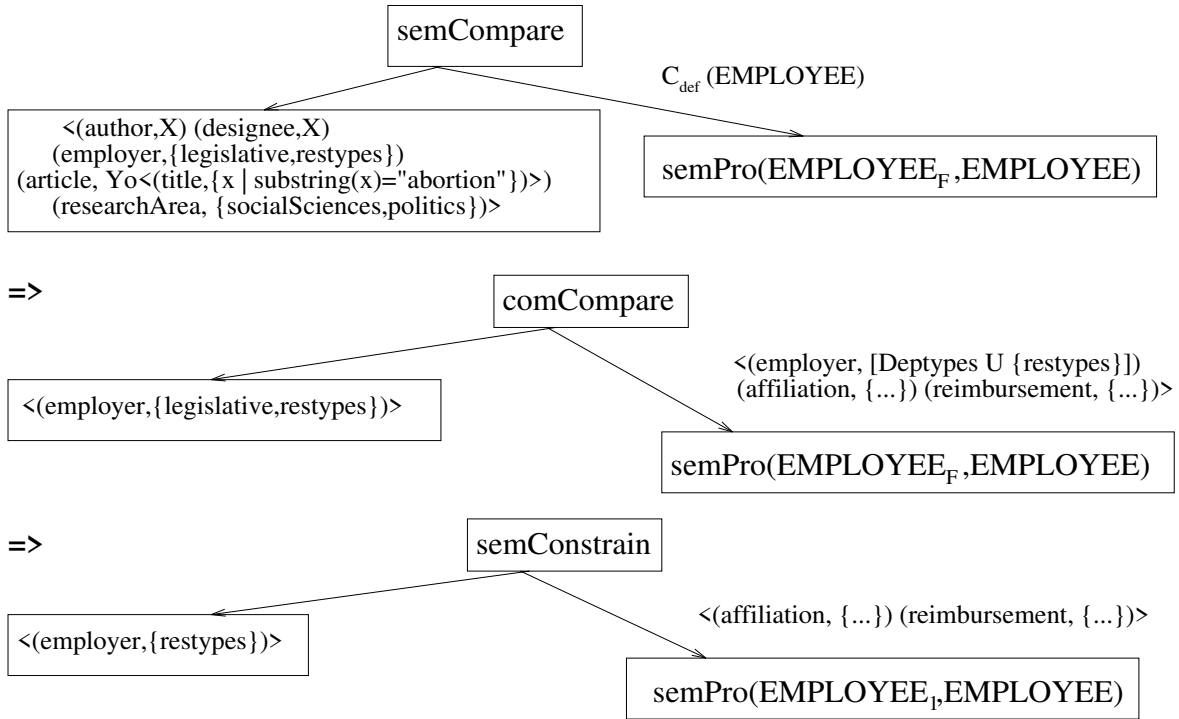 semCompare
C_def (EMPLOYEE)
<(author,X) (designee,X)
(employer,{legislative,restypes})
(article, Yo<(title,{x | substring(x)="abortion"})>)
(researchArea, {socialSciences,politics})>
semPro(EMPLOYEE_F,EMPLOYEE)
=>
comCompare
<(employer, [Deptypes U {restypes}])
(affiliation, {...}) (reimbursement, {...})>
<(employer,{legislative,restypes})>
semPro(EMPLOYEE_F,EMPLOYEE)
=>
semConstrain
<(affiliation, {...}) (reimbursement, {...})>
<(employer,{restypes})>
semPro(EMPLOYEE_1,EMPLOYEE)